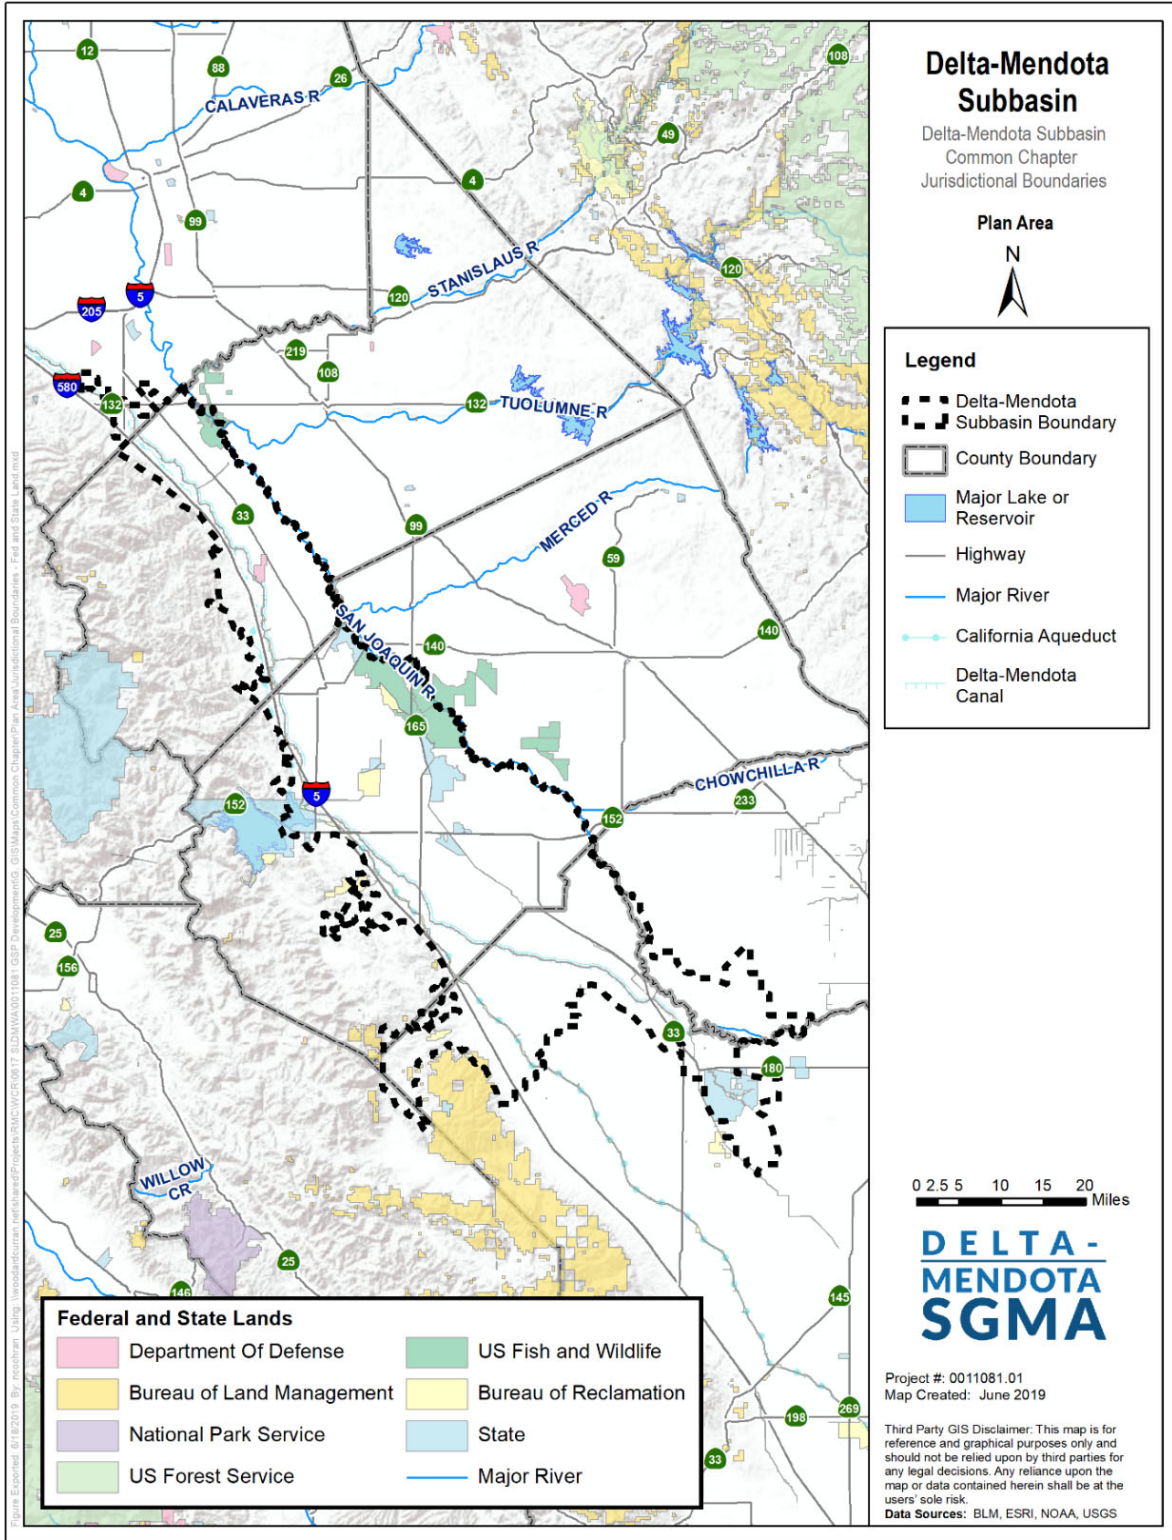 Delta-Mendota
Subbasin
Delta-Mendota Subbasin
Common Chapter
Jurisdictional Boundaries
Plan Area
N
Legend
Delta-Mendota
Subbasin Boundary
County Boundary
Major Lake or
Reservoir
Highway
Major River
California Aqueduct
Delta-Mendota
Canal
0 2.5 5 10 15 20
Miles
DELTA-
MENDOTA
SGMA
Project #: 0011081.01
Map Created: June 2019
Third Party GIS Disclaimer: This map is for
reference and graphical purposes only and
should not be relied upon by third parties for
any legal decisions. Any reliance upon the
map or data contained herein shall be at the
users' sole risk.
Data Sources: BLM, ESRI, NOAA, USGS
12
88
26
108
CALAVERAS R
49
4
4
99
STANISLAUS R
120
5
205
120
219
108
580
132
132
TUOLUMNE R
33
99
MERCED R
59
SAN JOAQUIN R
140
140
165
CHOWCHILLA R
5
152
152
233
25
156
33
180
WILLOW
CR
25
146
145
198
269
33
Federal and State Lands
Department Of Defense
Bureau of Land Management
National Park Service
US Forest Service
US Fish and Wildlife
Bureau of Reclamation
State
Major River